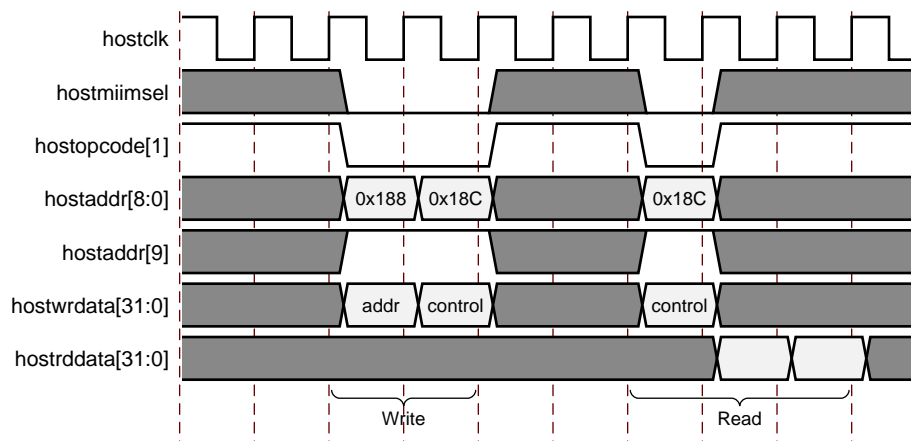 hostclk
hostmiimsel
hostopcode[1]
hostaddr[8:0] 0x188 0x18C 0x18C
hostaddr[9]
hostwrdata[31:0] addr control control
hostrddata[31:0]
Write Read